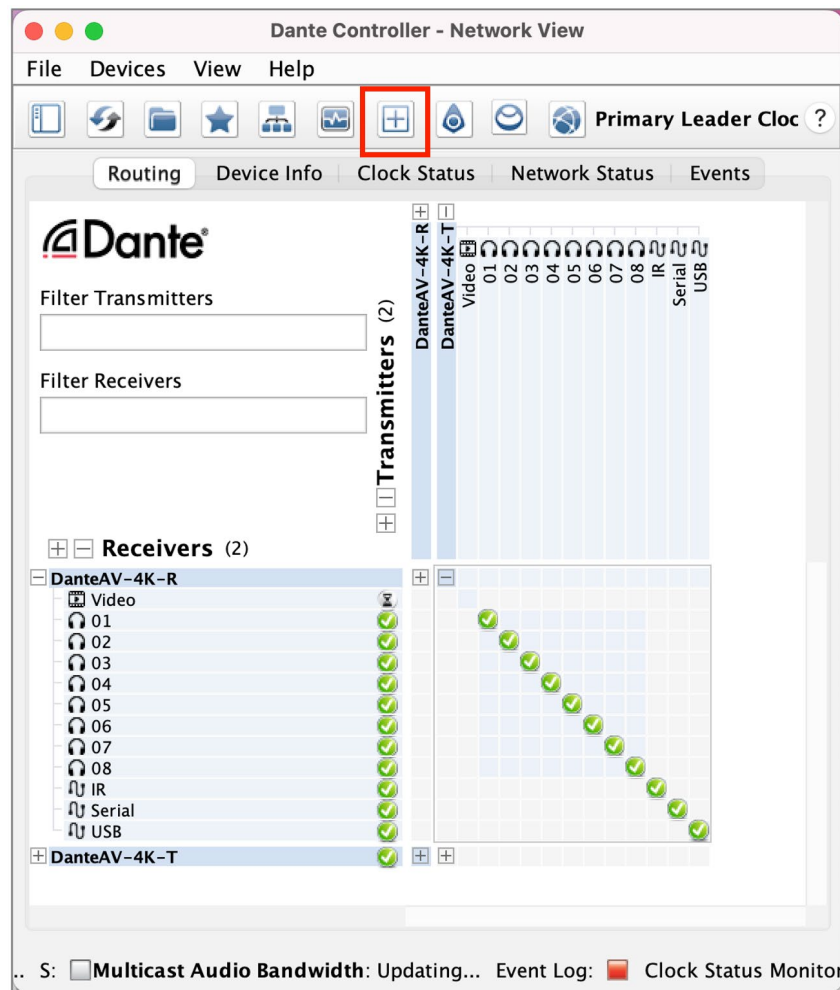 Dante Controller - Network View
File Devices View Help
Primary Leader Cloc ?
Routing Device Info Clock Status Network Status Events
Dante®
Filter Transmitters
Filter Receivers
Transmitters (2)
DanteAV-4K-R
DanteAV-4K-T
Video
01
02
03
04
05
06
07
08
IR
Serial
USB
Receivers (2)
DanteAV-4K-R
Video
01
02
03
04
05
06
07
08
IR
Serial
USB
DanteAV-4K-T
.. S: Multicast Audio Bandwidth: Updating... Event Log: Clock Status Monitor